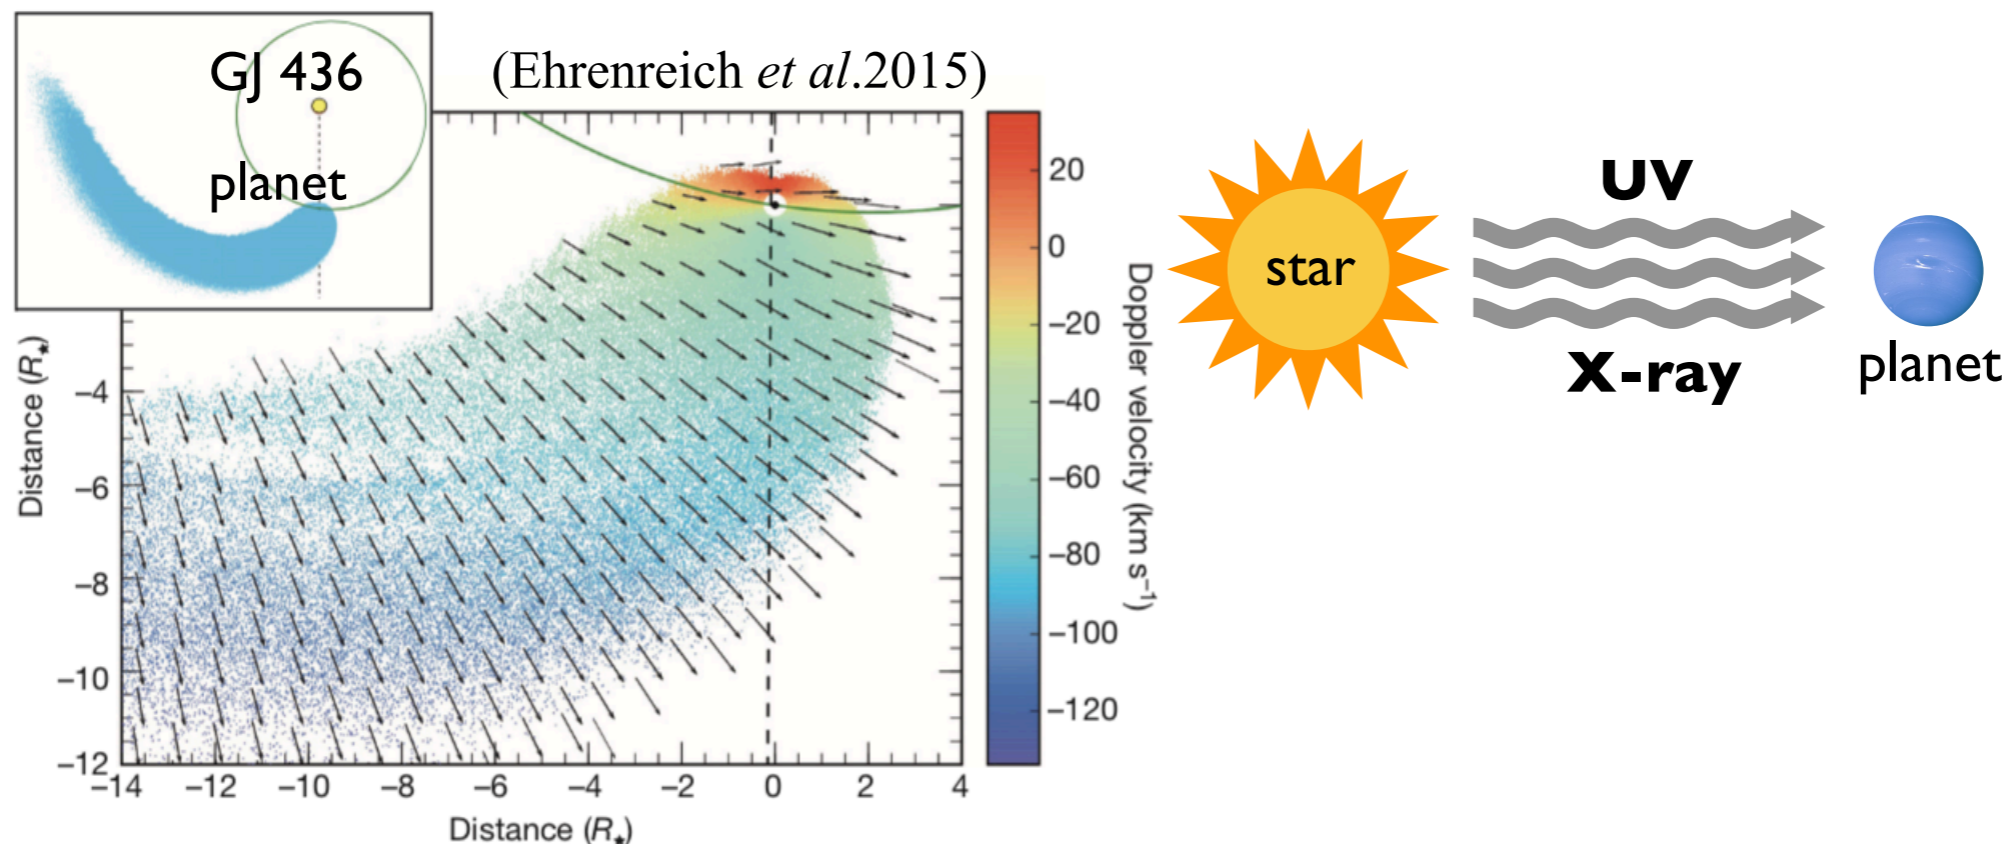 GJ 436
planet
(Ehrenreich et al.2015)
Distance (R★)
−4
−6
−8
−10
−12
−14
−12
−10
−8
−6
−4
−2
0
2
4
Distance (R★)
20
0
−20
−40
−60
−80
−100
−120
Doppler velocity (km s⁻¹)
star
UV
X-ray
planet